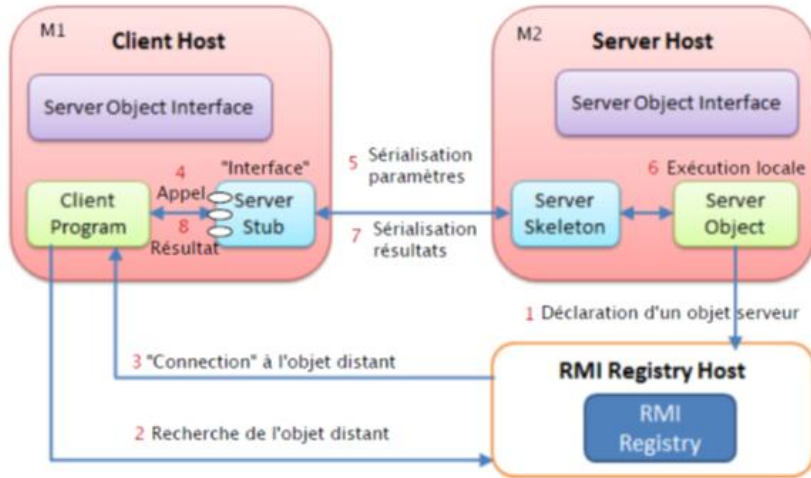 M1
Client Host
Server Object Interface
4
Appel
"Interface"
Client
Program
Server
Stub
8
Résultat
5 Sérialisation
paramètres
7 Sérialisation
résultats
M2
Server Host
Server Object Interface
6 Exécution locale
Server
Skeleton
Server
Object
1 Déclaration d'un objet serveur
3 "Connection" à l'objet distant
2 Recherche de l'objet distant
RMI Registry Host
RMI
Registry